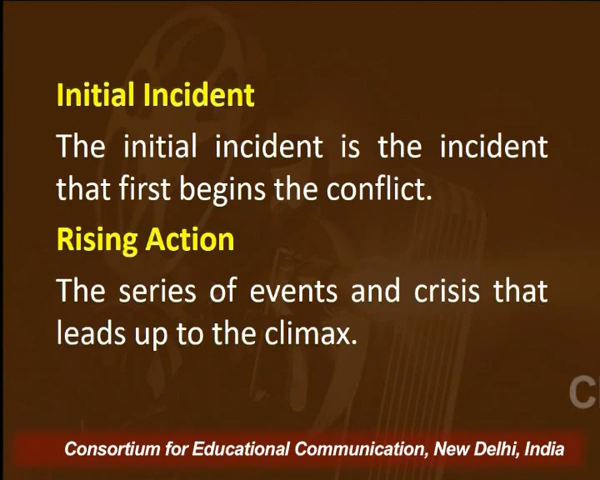 Initial Incident
The initial incident is the incident
that first begins the conflict.
Rising Action
The series of events and crisis that
leads up to the climax.
Consortium for Educational Communication, New Delhi, India